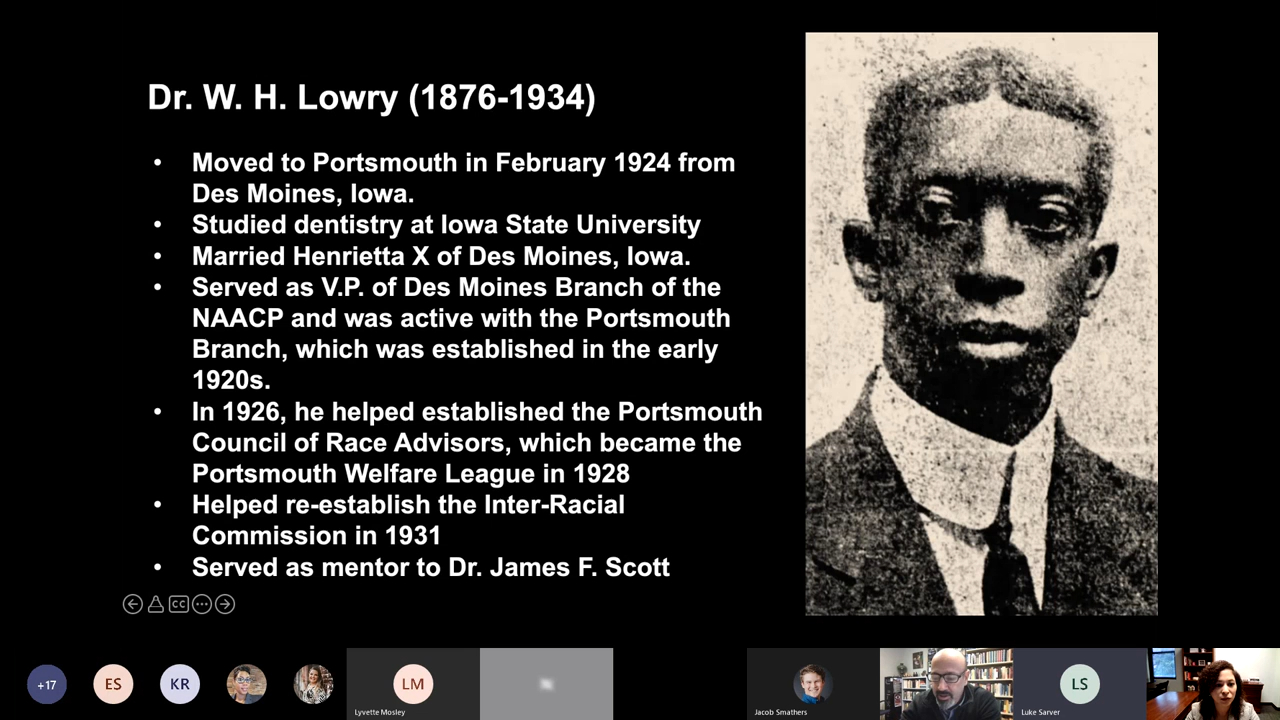 Dr. W. H. Lowry (1876-1934)
• Moved to Portsmouth in February 1924 from
Des Moines, Iowa.
• Studied dentistry at Iowa State University
• Married Henrietta X of Des Moines, Iowa.
• Served as V.P. of Des Moines Branch of the
NAACP and was active with the Portsmouth
Branch, which was established in the early
1920s.
• In 1926, he helped established the Portsmouth
Council of Race Advisors, which became the
Portsmouth Welfare League in 1928
• Helped re-establish the Inter-Racial
Commission in 1931
• Served as mentor to Dr. James F. Scott
CC
+17
ES
KR
LM
LS
Lyvette Mosley
Jacob Smathers
Luke Sarver